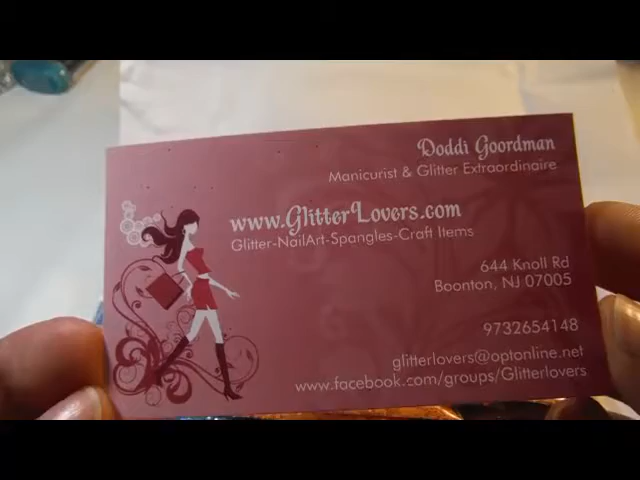 Doddi Goordman
Manicurist & Glitter Extraordinaire
www.GlitterLovers.com
Glitter-NailArt-Spangles-Craft Items
644 Knoll Rd
Boonton, NJ 07005
9732654148
glitterlovers@optonline.net
www.facebook.com/groups/Glitterlovers